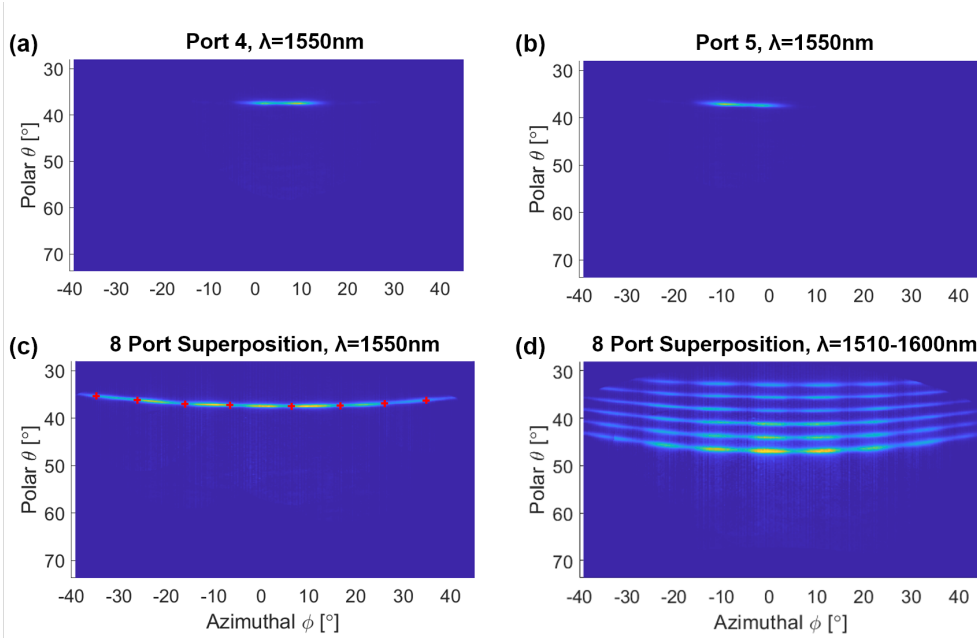 (a)
Port 4, λ=1550nm
30
40
50
60
70
Polar θ [°]
-40 -30 -20 -10 0 10 20 30 40
(b)
Port 5, λ=1550nm
30
40
50
60
70
Polar θ [°]
-40 -30 -20 -10 0 10 20 30 40
(c)
8 Port Superposition, λ=1550nm
30
40
50
60
70
Polar θ [°]
-40 -30 -20 -10 0 10 20 30 40
Azimuthal ϕ [°]
(d)
8 Port Superposition, λ=1510-1600nm
30
40
50
60
70
Polar θ [°]
-40 -30 -20 -10 0 10 20 30 40
Azimuthal ϕ [°]